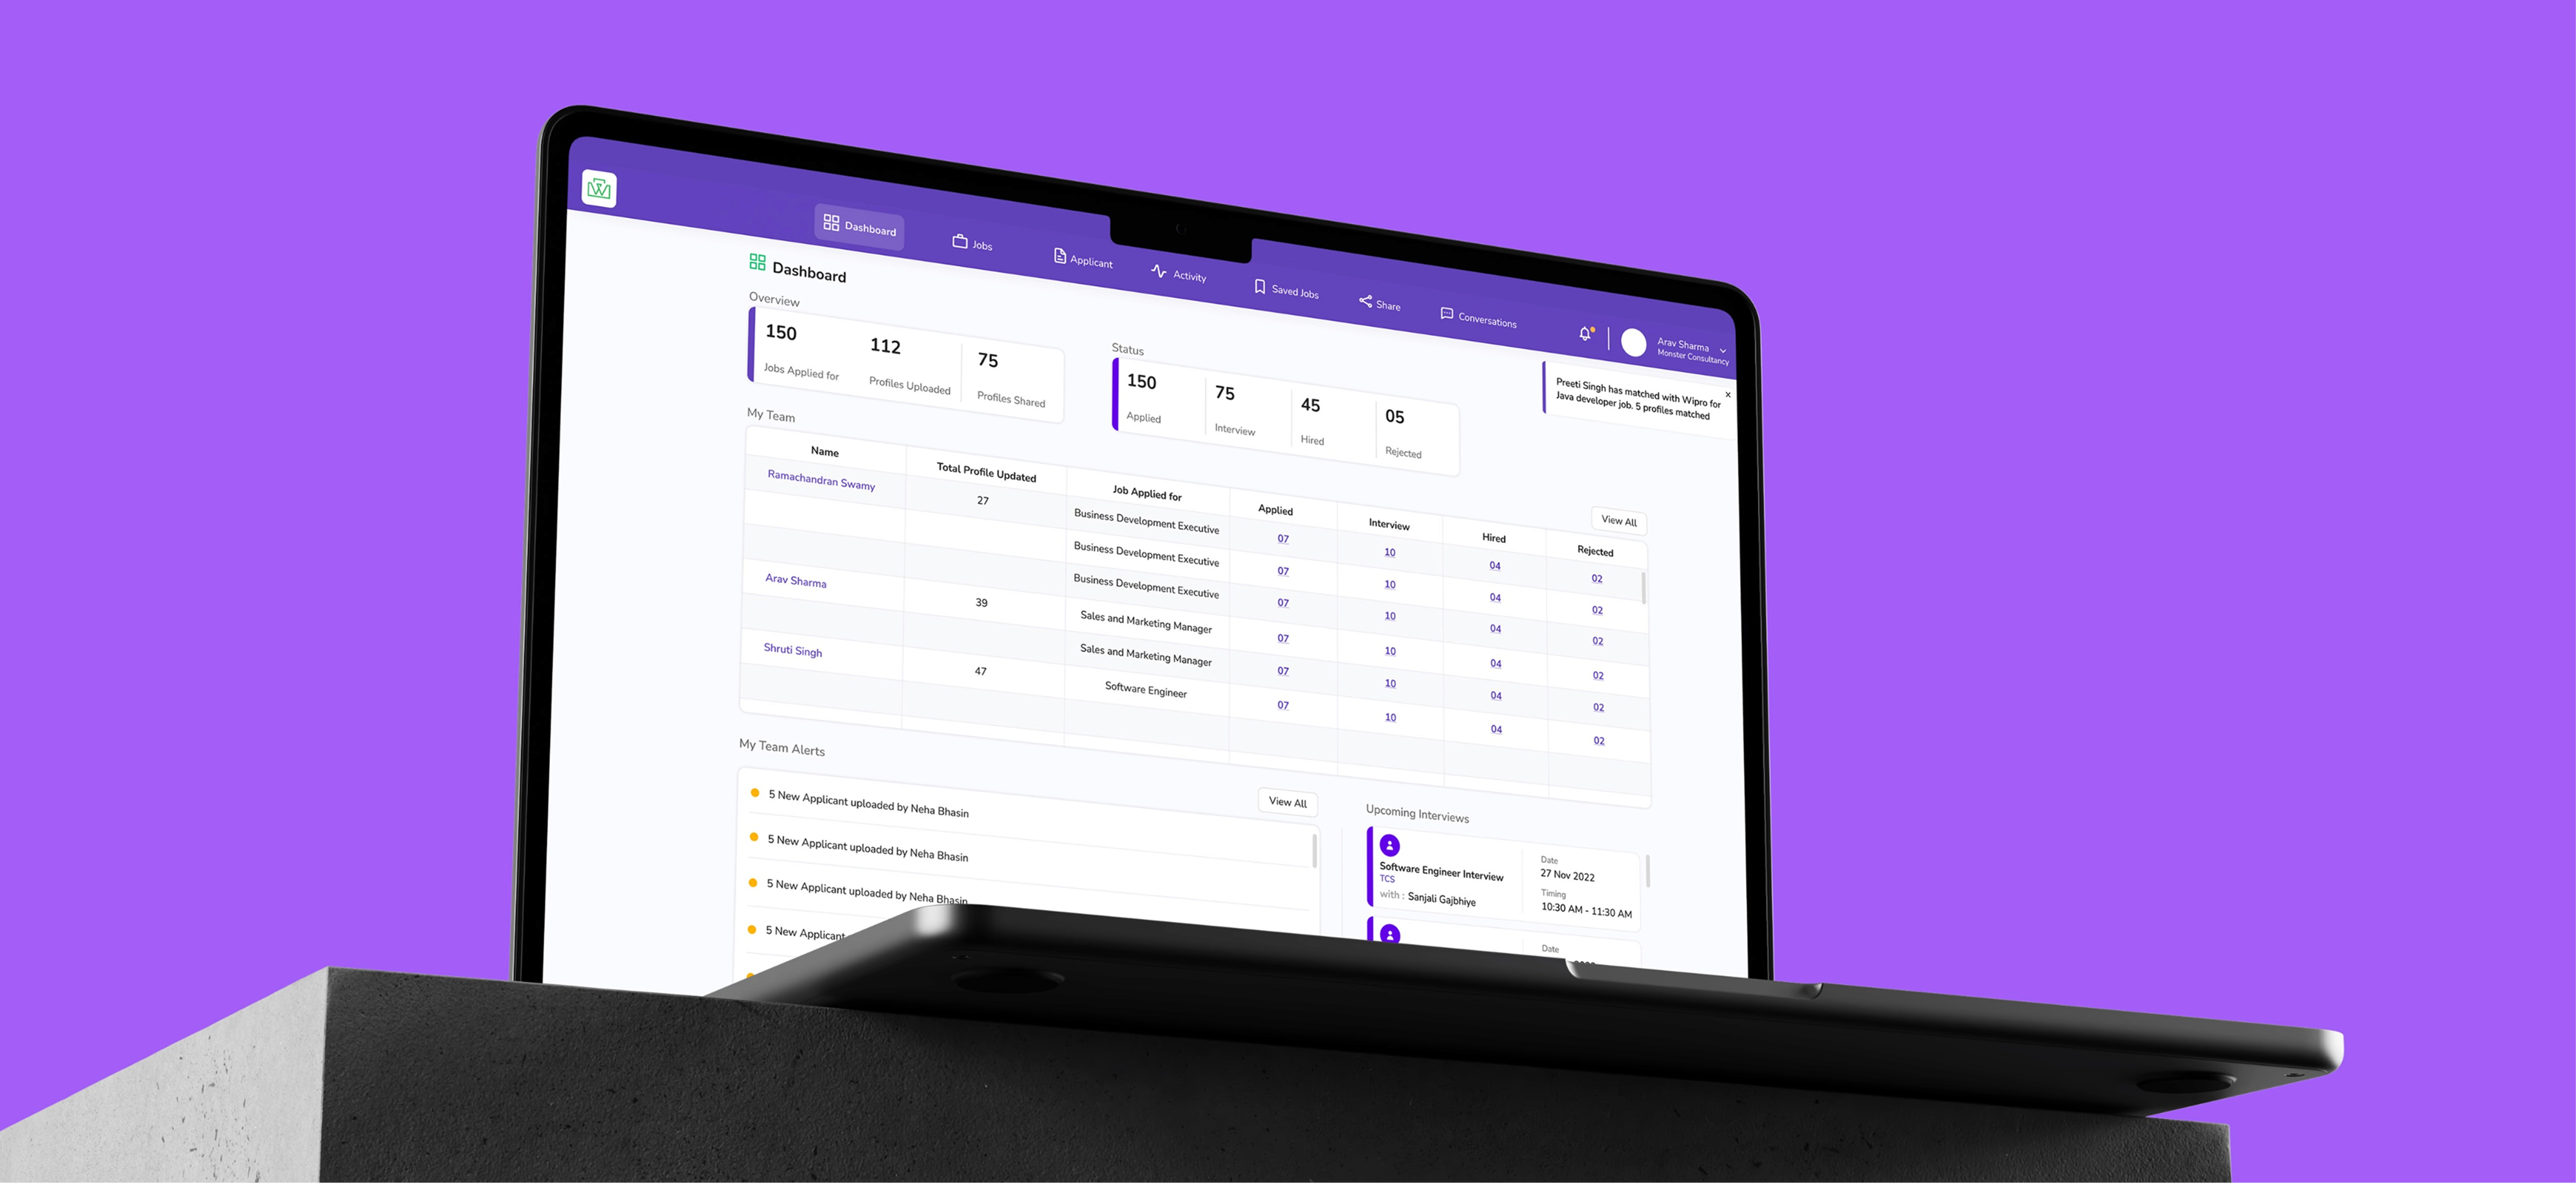 Dashboard
Jobs
Applicant
Activity
Saved Jobs
Share
Conversations
Arav Sharma
Monster Consultancy
Preeti Singh has matched with Wipro for
Java developer job. 5 profiles matched
Dashboard
Overview
150
112
75
Jobs Applied for
Profiles Uploaded
Profiles Shared
Status
150
75
45
05
Applied
Interview
Hired
Rejected
My Team
View All
Name Total Profile Updated Job Applied for Applied Interview Hired Rejected
Ramachandran Swamy 27 Business Development Executive 07 10 04 02
Business Development Executive 07 10 04 02
Business Development Executive 07 10 04 02
Arav Sharma 39 Sales and Marketing Manager 07 10 04 02
Sales and Marketing Manager 07 10 04 02
Shruti Singh 47 Software Engineer 07 10 04 02
My Team Alerts
View All
5 New Applicant uploaded by Neha Bhasin
5 New Applicant uploaded by Neha Bhasin
5 New Applicant uploaded by Neha Bhasin
5 New Applicant
Upcoming Interviews
Software Engineer Interview
TCS
with : Sanjali Gajbhiye
Date
27 Nov 2022
Timing
10:30 AM - 11:30 AM
Date